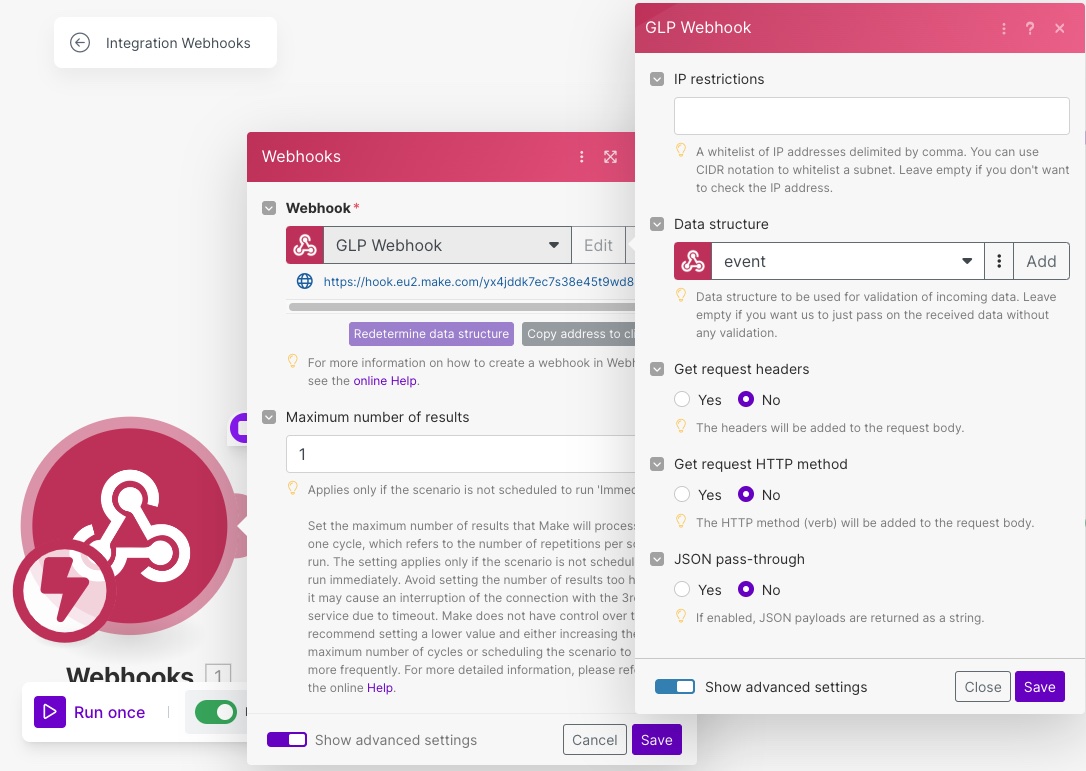 Integration Webhooks
Webhooks
Webhook *
GLP Webhook
Edit
https://hook.eu2.make.com/yx4jddk7ec7s38e45t9wd8
Redetermine data structure
Copy address to cli
For more information on how to create a webhook in
see the online Help.
Maximum number of results
1
Applies only if the scenario is not scheduled to run
Set the maximum number of results that Make will process
one cycle, which refers to the number of repetitions per
run. The setting applies only if the scenario is not
run immediately. Avoid setting the number of results too
it may cause an interruption of the connection with the
service due to timeout. Make does not have control over
recommend setting a lower value and either increasing
maximum number of cycles or scheduling the scenario to
more frequently. For more detailed information, please
the online Help.
Show advanced settings
Cancel
Save
Webhooks
1
Run once
GLP Webhook
IP restrictions
A whitelist of IP addresses delimited by comma. You can use
CIDR notation to whitelist a subnet. Leave empty if you don't want
to check the IP address.
Data structure
event
Add
Data structure to be used for validation of incoming data. Leave
empty if you want us to just pass on the received data without
any validation.
Get request headers
Yes No
The headers will be added to the request body.
Get request HTTP method
Yes No
The HTTP method (verb) will be added to the request body.
JSON pass-through
Yes No
If enabled, JSON payloads are returned as a string.
Show advanced settings
Close
Save